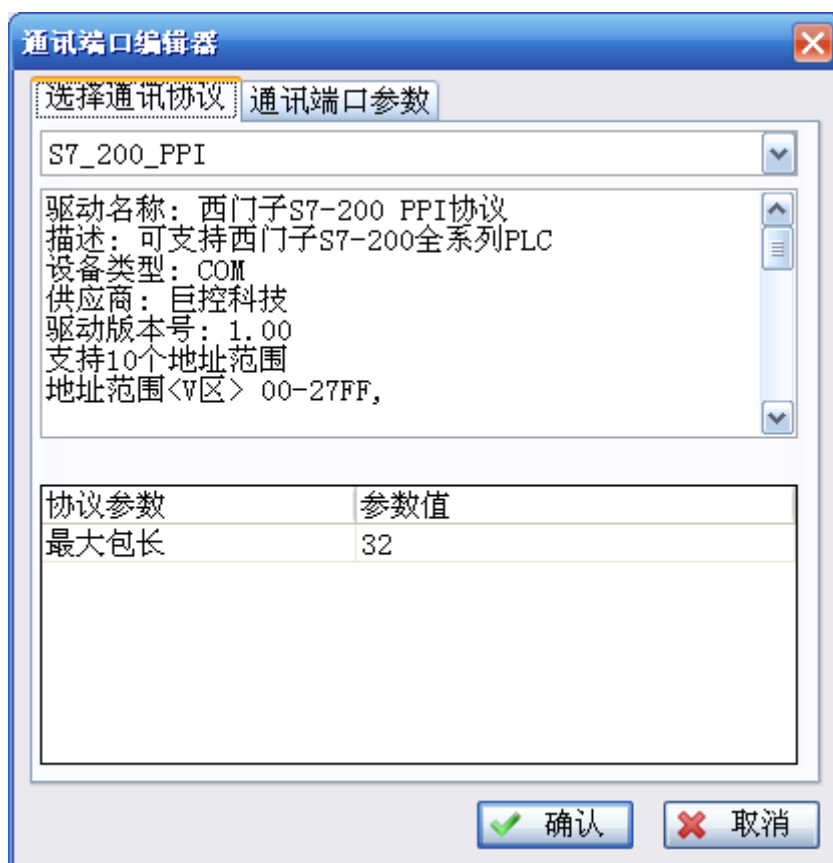 通讯端口编辑器
选择通讯协议 通讯端口参数
S7_200_PPI
驱动名称: 西门子S7-200 PPI协议
描述: 可支持西门子S7-200全系列PLC
设备类型: COM
供应商: 巨控科技
驱动版本号: 1.00
支持10个地址范围
地址范围<V区> 00-27FF,
协议参数 参数值
最大包长 32
确认 取消